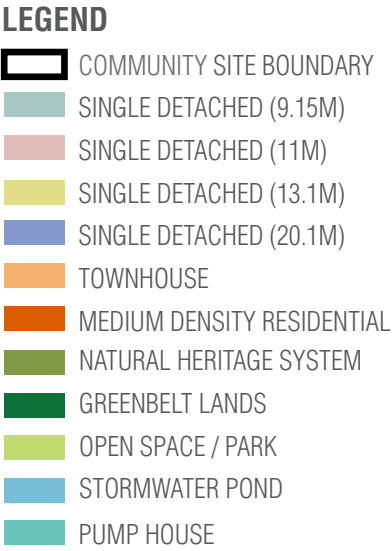 LEGEND
COMMUNITY SITE BOUNDARY
SINGLE DETACHED (9.15M)
SINGLE DETACHED (11M)
SINGLE DETACHED (13.1M)
SINGLE DETACHED (20.1M)
TOWNHOUSE
MEDIUM DENSITY RESIDENTIAL
NATURAL HERITAGE SYSTEM
GREENBELT LANDS
OPEN SPACE / PARK
STORMWATER POND
PUMP HOUSE